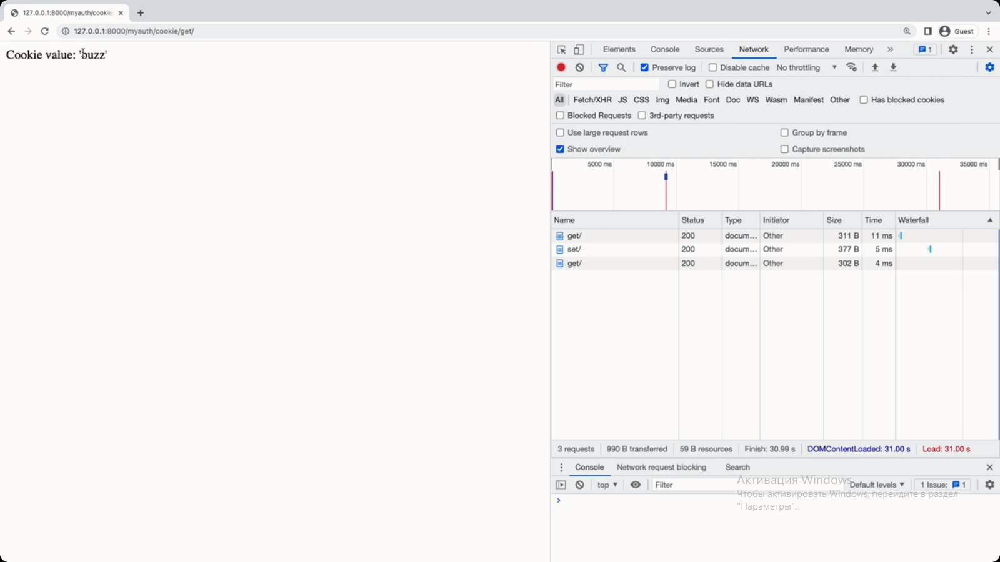 127.0.0.1:8000/myauth/cookie
127.0.0.1:8000/myauth/cookie/get/
Guest
Cookie value: 'buzz'
Elements Console Sources Network Performance Memory » 1
Preserve log Disable cache No throttling
Filter Invert Hide data URLs
All Fetch/XHR JS CSS Img Media Font Doc WS Wasm Manifest Other Has blocked cookies
Blocked Requests 3rd-party requests
Use large request rows Group by frame
Show overview Capture screenshots
5000 ms 10000 ms 15000 ms 20000 ms 25000 ms 30000 ms 35000 ms
Name Status Type Initiator Size Time Waterfall
get/ 200 docum... Other 311 B 11 ms
set/ 200 docum... Other 377 B 5 ms
get/ 200 docum... Other 302 B 4 ms
3 requests 990 B transferred 59 B resources Finish: 30.99 s DOMContentLoaded: 31.00 s Load: 31.00 s
Console Network request blocking Search
top Filter Default levels 1 Issue: 1
Активация Windows
Чтобы активировать Windows, перейдите в раздел
"Параметры".